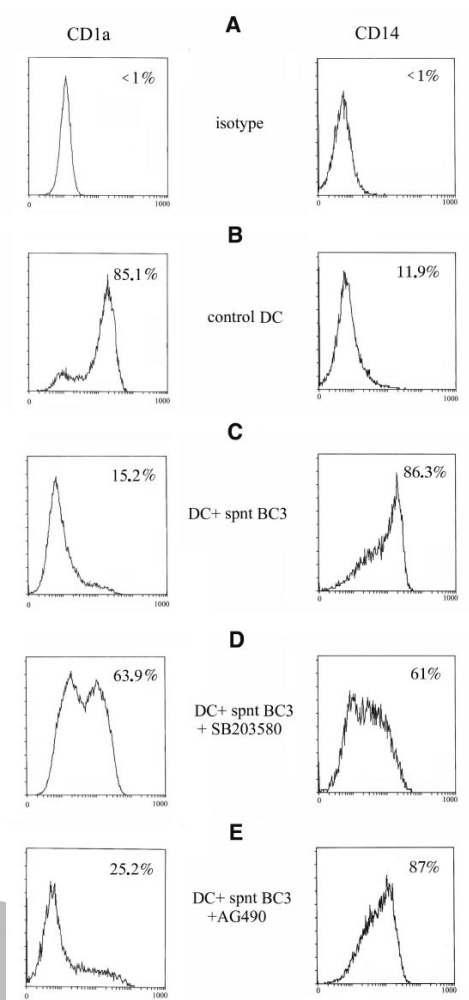 A
CD1a CD14
<1% <1%
isotype
0 1000 0 1000
B
85.1% 11.9%
control DC
0 1000 0 1000
C
15.2% 86.3%
DC+ spnt BC3
0 1000 0 1000
D
63.9% 61%
DC+ spnt BC3
+ SB203580
0 1000 0 1000
E
25.2% 87%
DC+ spnt BC3
+AG490
0 1000 0 1000